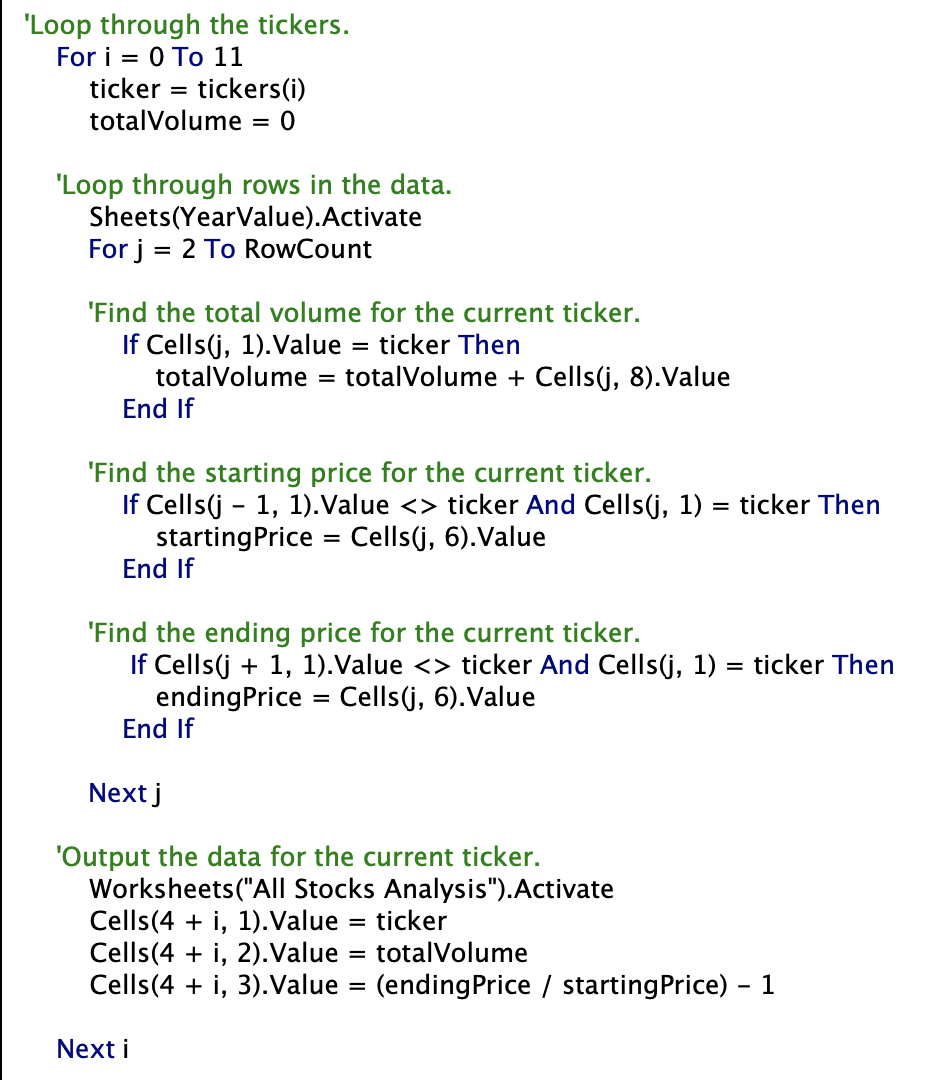 'Loop through the tickers.
For i = 0 To 11
ticker = tickers(i)
totalVolume = 0
'Loop through rows in the data.
Sheets(YearValue).Activate
For j = 2 To RowCount
'Find the total volume for the current ticker.
If Cells(j, 1).Value = ticker Then
totalVolume = totalVolume + Cells(j, 8).Value
End If
'Find the starting price for the current ticker.
If Cells(j - 1, 1).Value <> ticker And Cells(j, 1) = ticker Then
startingPrice = Cells(j, 6).Value
End If
'Find the ending price for the current ticker.
If Cells(j + 1, 1).Value <> ticker And Cells(j, 1) = ticker Then
endingPrice = Cells(j, 6).Value
End If
Next j
'Output the data for the current ticker.
Worksheets("All Stocks Analysis").Activate
Cells(4 + i, 1).Value = ticker
Cells(4 + i, 2).Value = totalVolume
Cells(4 + i, 3).Value = (endingPrice / startingPrice) - 1
Next i